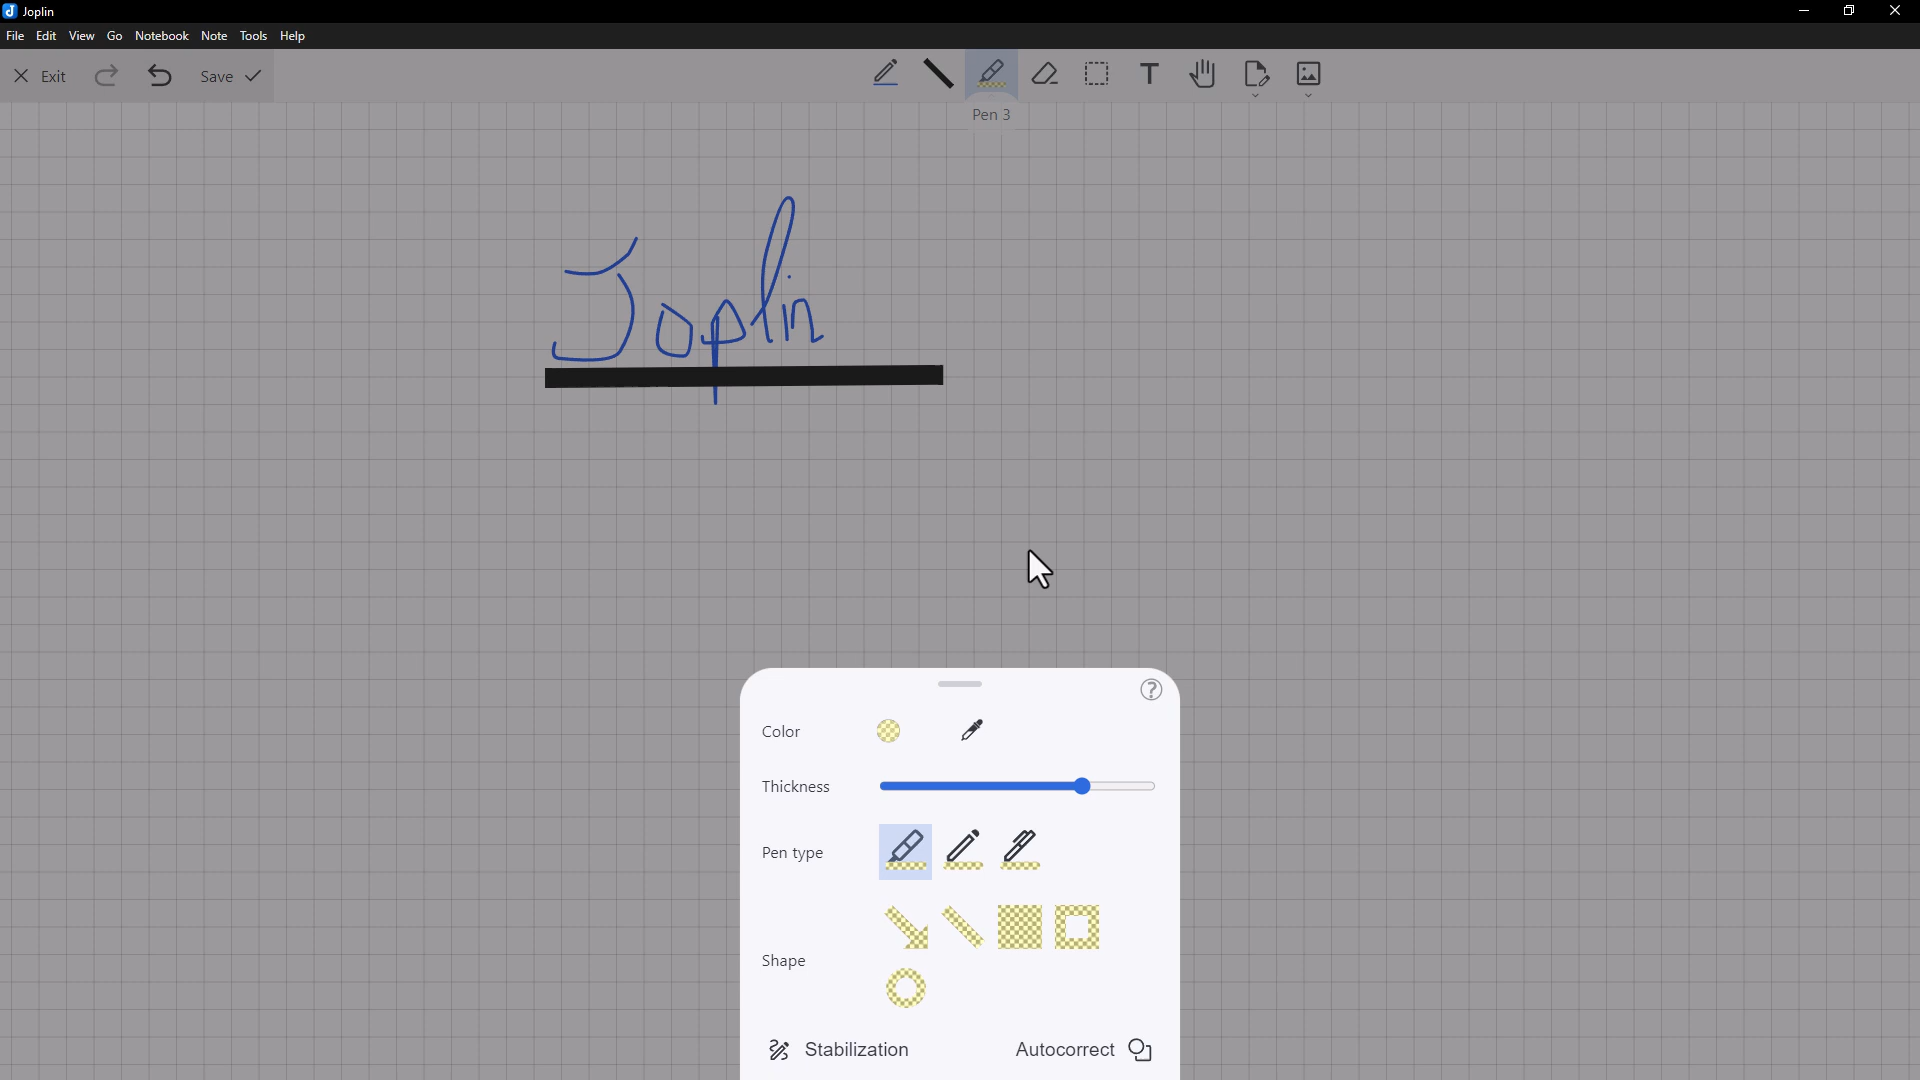 Joplin
File Edit View Go Notebook Note Tools Help
Exit Save T
Pen 3
Joplin
?
Color
Thickness
Pen type
Shape
Stabilization Autocorrect